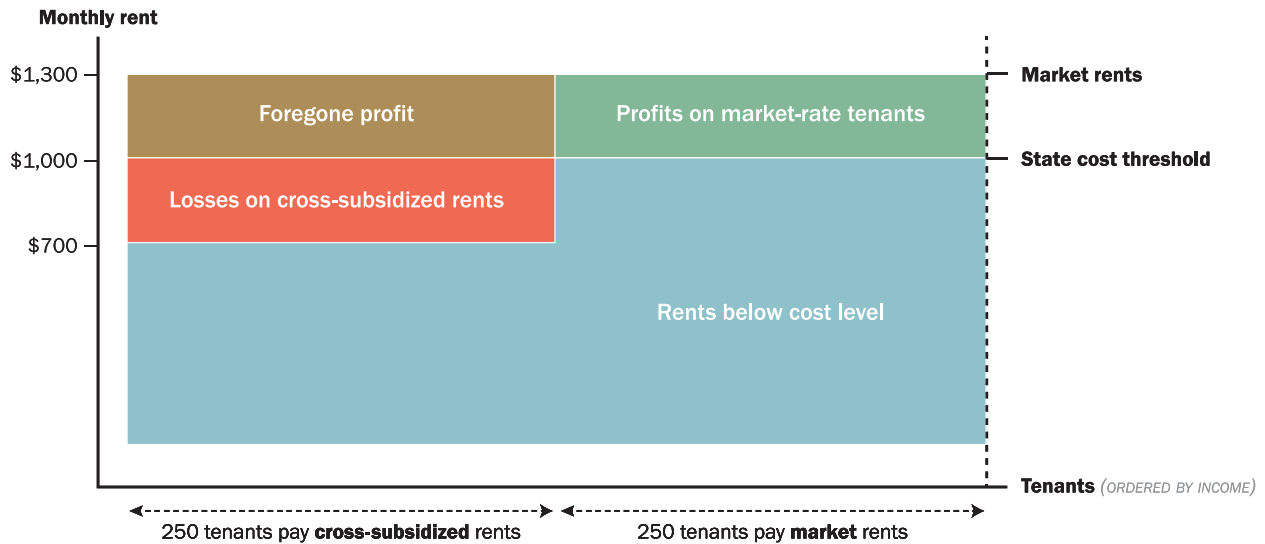 Monthly rent
$1,300
Market rents
Foregone profit
Profits on market-rate tenants
$1,000
State cost threshold
Losses on cross-subsidized rents
$700
Rents below cost level
Tenants (ORDERED BY INCOME)
250 tenants pay cross-subsidized rents
250 tenants pay market rents